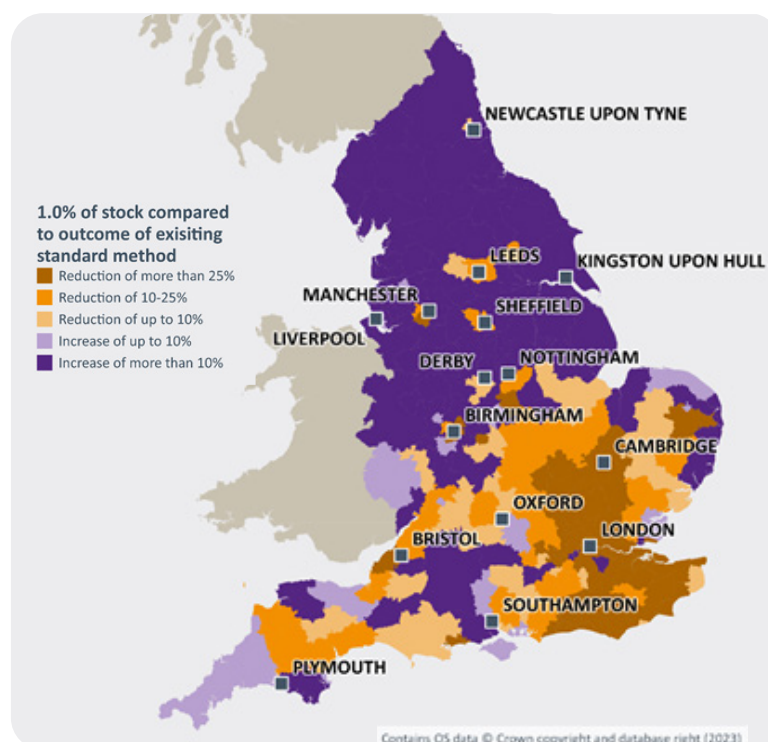 NEWCASTLE UPON TYNE
1.0% of stock compared
to outcome of exisiting
standard method
Reduction of more than 25%
Reduction of 10-25%
Reduction of up to 10%
Increase of up to 10%
Increase of more than 10%
LEEDS
KINGSTON UPON HULL
MANCHESTER
SHEFFIELD
LIVERPOOL
DERBY
NOTTINGHAM
BIRMINGHAM
CAMBRIDGE
OXFORD
LONDON
BRISTOL
SOUTHAMPTON
PLYMOUTH
Contains OS data © Crown copyright and database right (2023)